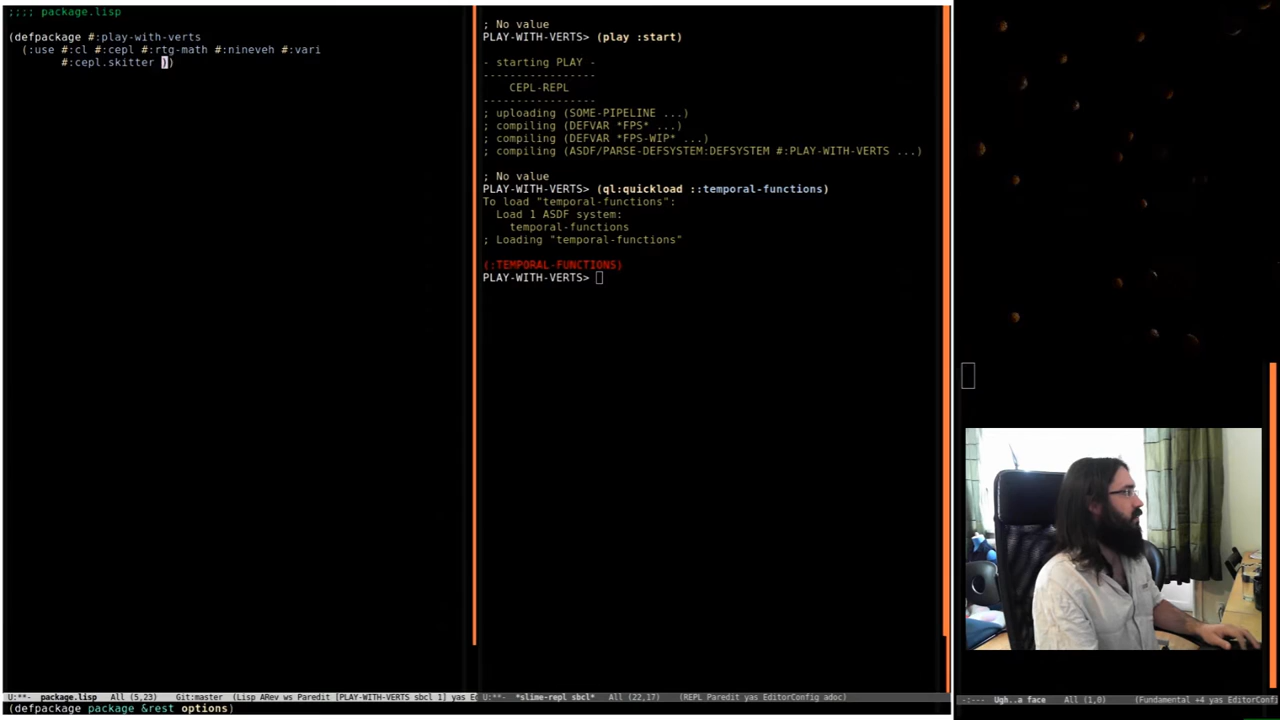 ;;;; package.lisp
(defpackage #:play-with-verts
(:use #:cl #:cepl #:rtg-math #:nineveh #:vari
#:cepl.skitter ))
U:**- package.lisp All (5,23) Git:master (Lisp ARev ws Paredit [PLAY-WITH-VERTS sbcl 1] yas Ed
(defpackage package &rest options)
; No value
PLAY-WITH-VERTS> (play :start)
- starting PLAY -
-----------------
CEPL-REPL
-----------------
; uploading (SOME-PIPELINE ...)
; compiling (DEFVAR *FPS* ...)
; compiling (DEFVAR *FPS-WIP* ...)
; compiling (ASDF/PARSE-DEFSYSTEM:DEFSYSTEM #:PLAY-WITH-VERTS ...)
; No value
PLAY-WITH-VERTS> (ql:quickload ::temporal-functions)
To load "temporal-functions":
Load 1 ASDF system:
temporal-functions
; Loading "temporal-functions"
(:TEMPORAL-FUNCTIONS)
PLAY-WITH-VERTS>
U:**- *slime-repl sbcl* All (22,17) (REPL Paredit yas EditorConfig adoc)
-:--- Ugh..a face All (1,0) (Fundamental +4 yas EditorConfi